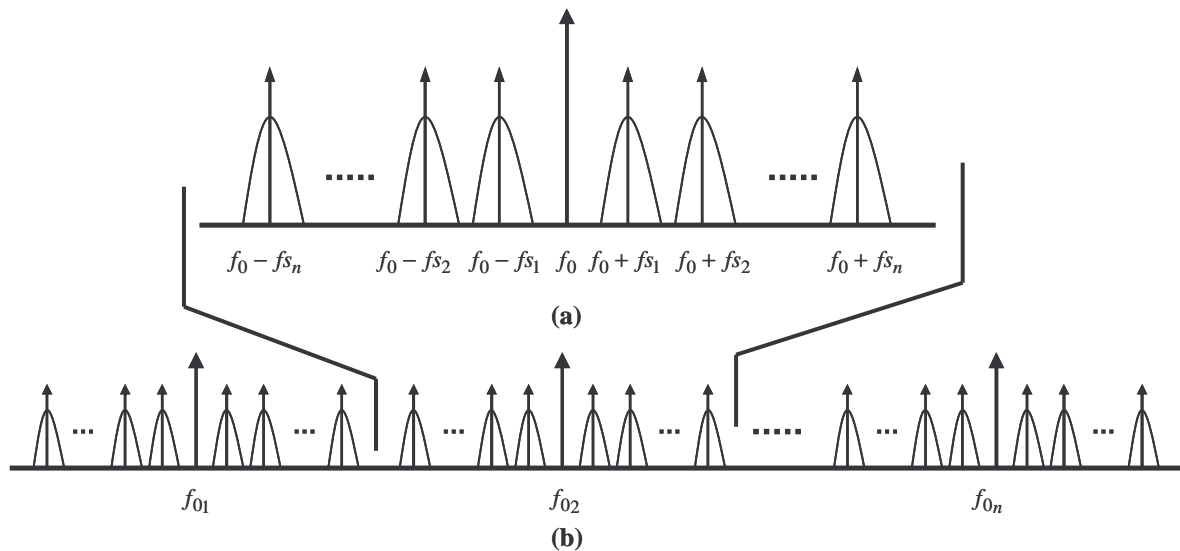 f₀ − fsₙ f₀ − fs₂ f₀ − fs₁ f₀ f₀ + fs₁ f₀ + fs₂ f₀ + fsₙ
(a)
f₀₁ f₀₂ f₀ₙ
(b)